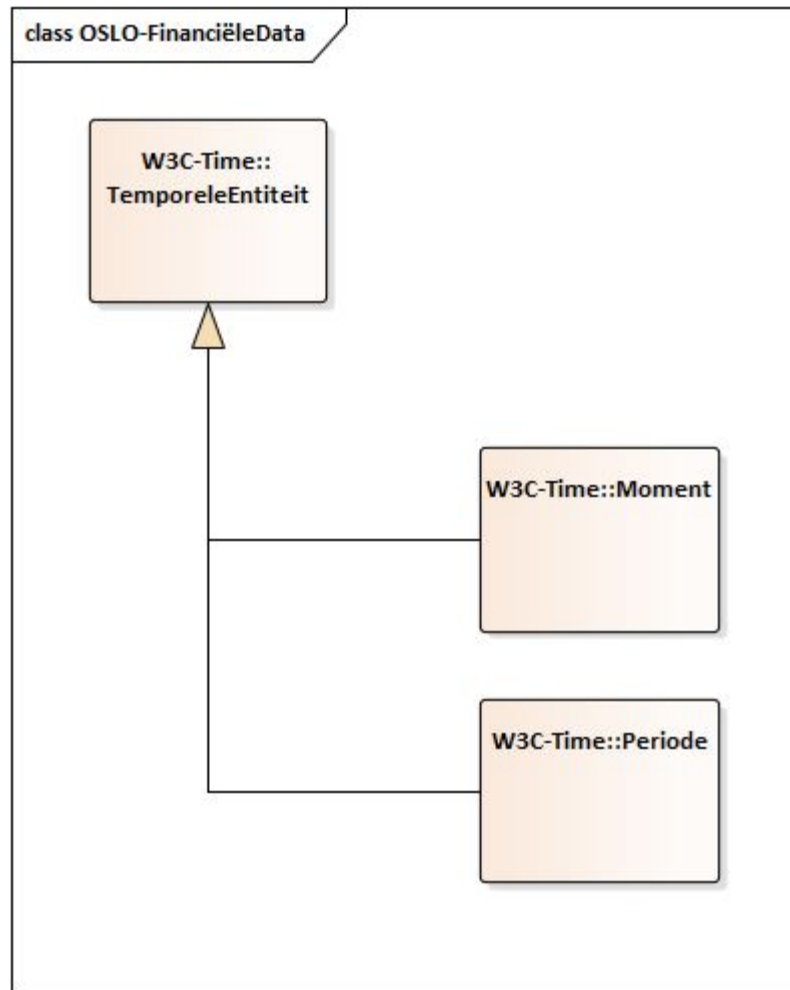 class OSLO-FinanciëleData
W3C-Time::
TemporeleEntiteit
W3C-Time::Moment
W3C-Time::Periode